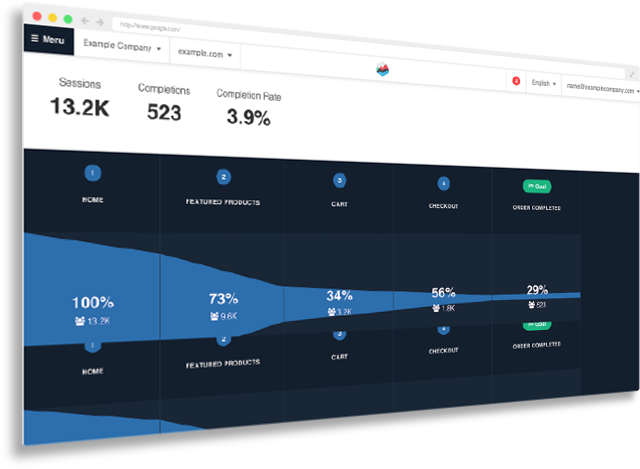 http://www.google.com/
☰ Menu
Example Company
example.com
4
English
name@examplecompany.com
Sessions
13.2K
Completions
523
Completion Rate
3.9%
1
HOME
2
FEATURED PRODUCTS
3
CART
4
CHECKOUT
Goal
ORDER COMPLETED
100%
13.2K
73%
9.6K
34%
3.2K
56%
1.8K
29%
523
1
HOME
2
FEATURED PRODUCTS
3
CART
4
CHECKOUT
Goal
ORDER COMPLETED